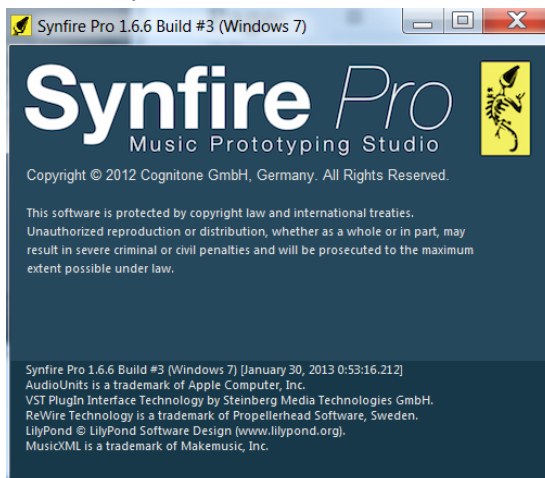 Synfire Pro 1.6.6 Build #3 (Windows 7)
Synfire Pro
Music Prototyping Studio
Copyright © 2012 Cognitone GmbH, Germany. All Rights Reserved.
This software is protected by copyright law and international treaties.
Unauthorized reproduction or distribution, whether as a whole or in part, may
result in severe criminal or civil penalties and will be prosecuted to the maximum
extent possible under law.
Synfire Pro 1.6.6 Build #3 (Windows 7) [January 30, 2013 0:53:16.212]
AudioUnits is a trademark of Apple Computer, Inc.
VST PlugIn Interface Technology by Steinberg Media Technologies GmbH.
ReWire Technology is a trademark of Propellerhead Software, Sweden.
LilyPond © LilyPond Software Design (www.lilypond.org).
MusicXML is a trademark of Makemusic, Inc.